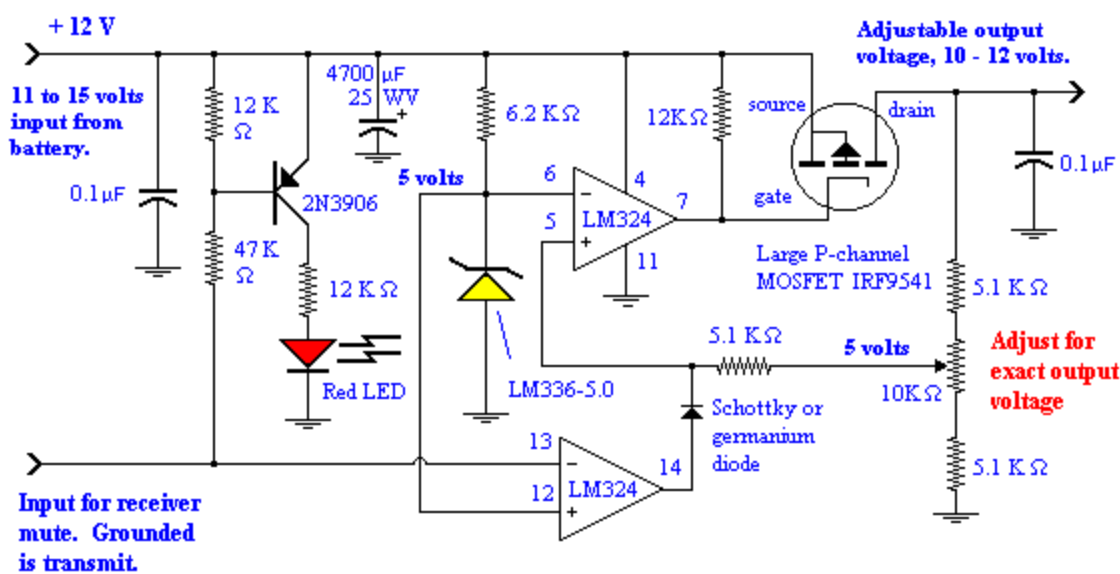 + 12 V
Adjustable output
voltage, 10 - 12 volts.
11 to 15 volts
input from
battery.
0.1µF
12 K
Ω
2N3906
47 K
Ω
12 K Ω
Red LED
4700 µF
25 WV
+
6.2 K Ω
5 volts
LM336-5.0
6
5
−
+
LM324
4
7
11
12K Ω
source
drain
gate
Large P-channel
MOSFET IRF9541
0.1µF
5.1 K Ω
5.1 K Ω
5 volts
10K Ω
Adjust for
exact output
voltage
5.1 K Ω
Schottky or
germanium
diode
13
12
−
+
LM324
14
Input for receiver
mute. Grounded
is transmit.